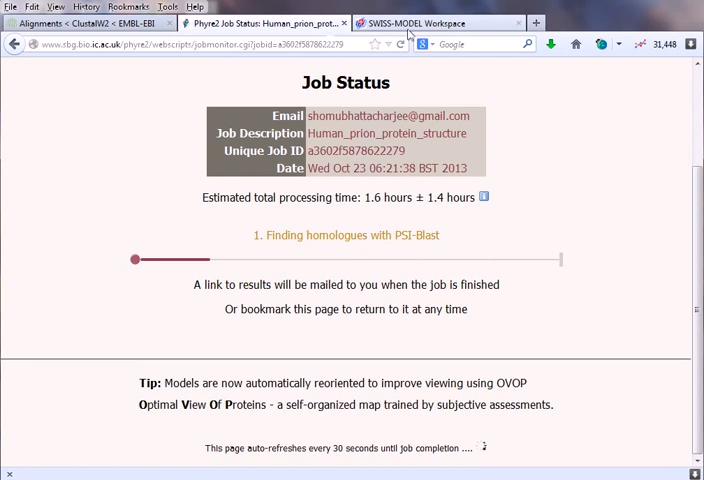 File Edit View History Bookmarks Tools Help
Alignments < ClustalW2 < EMBL-EBI
Phyre2 Job Status: Human_prion_prot...
SWISS-MODEL Workspace
www.sbg.bio.ic.ac.uk/phyre2/webscripts/jobmonitor.cgi?jobid=a3602f5878622279
Google
31,448
Job Status
Email shomubhattacharjee@gmail.com
Job Description Human_prion_protein_structure
Unique Job ID a3602f5878622279
Date Wed Oct 23 06:21:38 BST 2013
Estimated total processing time: 1.6 hours ± 1.4 hours
1. Finding homologues with PSI-Blast
A link to results will be mailed to you when the job is finished
Or bookmark this page to return to it at any time
Tip: Models are now automatically reoriented to improve viewing using OVOP
Optimal View Of Proteins - a self-organized map trained by subjective assessments.
This page auto-refreshes every 30 seconds until job completion ....